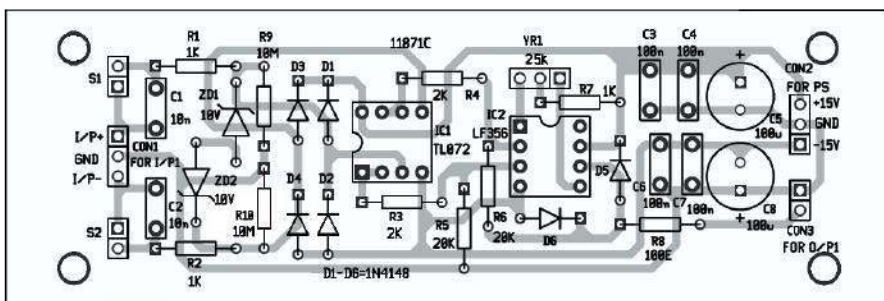 R1
1K
R9
10M
D3 D1
11871C
YR1
25k
C3
100n
C4
100n
+
CON2
FOR PS
S1
ZD1
10V
C1
10n
2K
R4
R7 1K
IC2
LF356
IC1
TL072
C5
100u
+15V
GND
-15V
I/P+
GND
I/P-
CON1
FOR I/P1
ZD2
10V
D4 D2
D5
C6
100n
C7
100n
C2
10n
R10
10M
R3
2K
R5
20K
R6
20K
D6
R8
100E
+
C8
100u
CON3
FOR O/P1
S2
R2
1K
D1-D6=1N4148